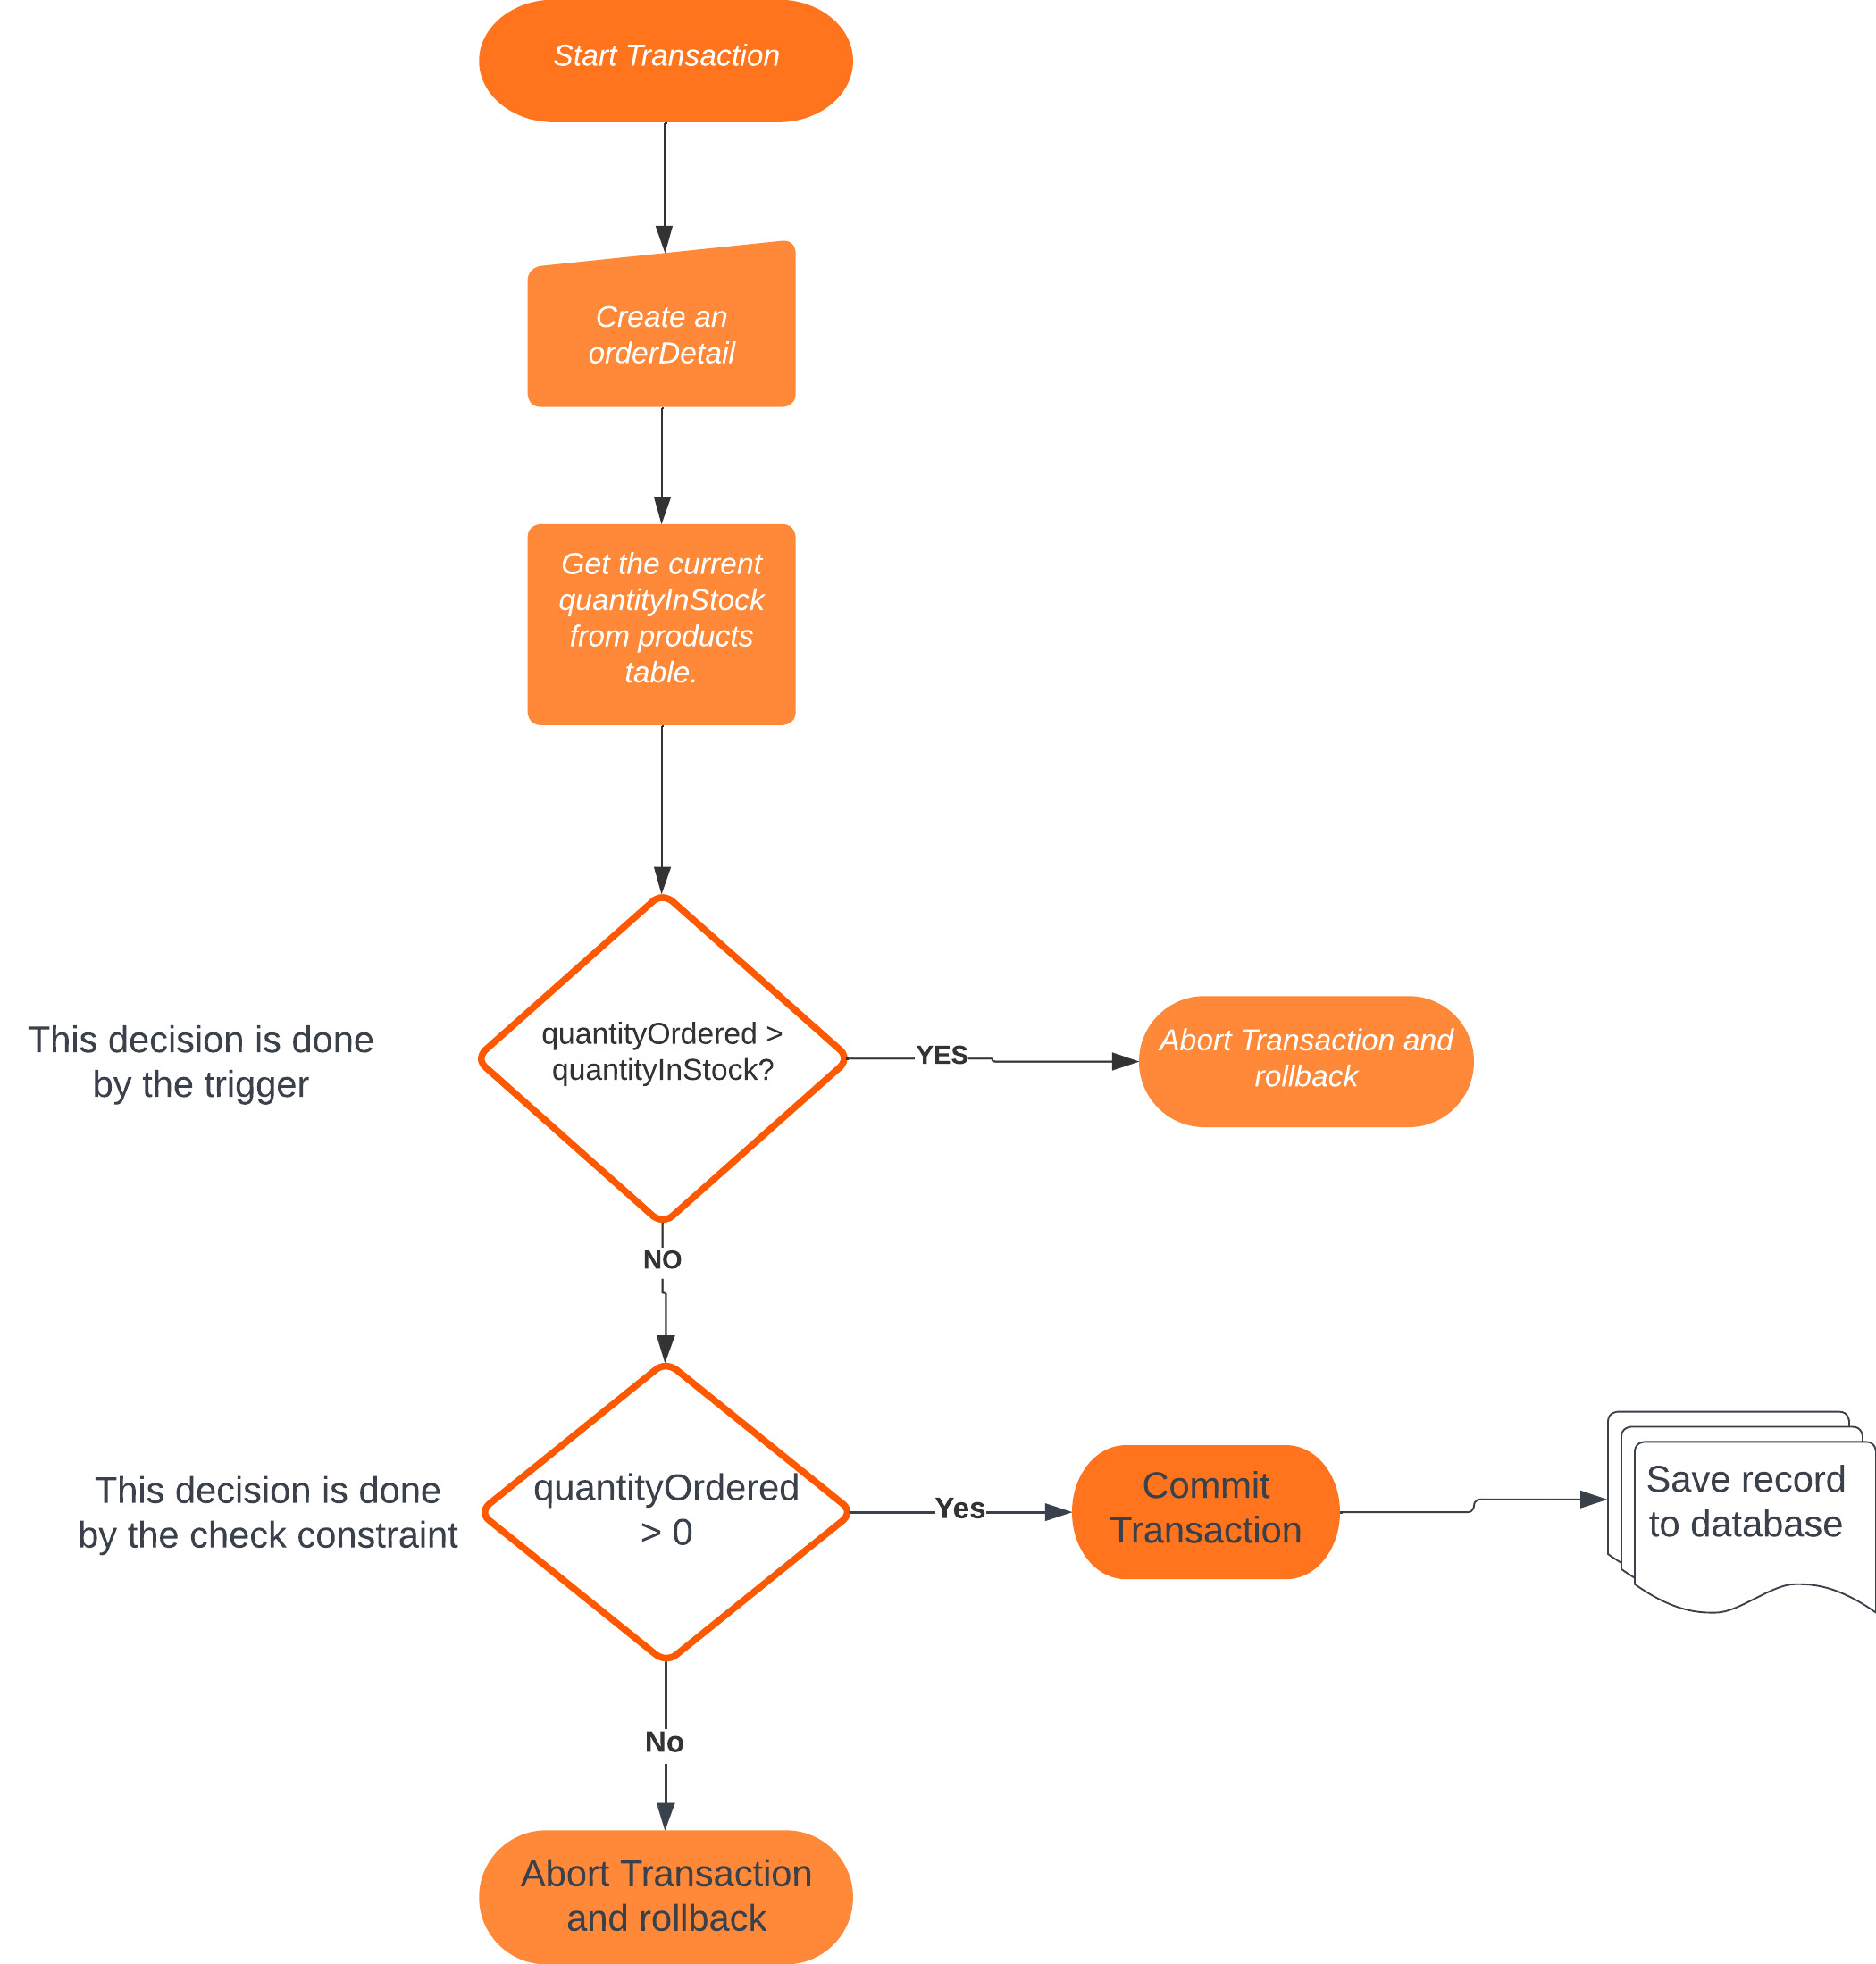 Start Transaction
Create an
orderDetail
Get the current
quantityInStock
from products
table.
This decision is done
by the trigger
quantityOrdered >
quantityInStock?
YES
Abort Transaction and
rollback
NO
This decision is done
by the check constraint
quantityOrdered
> 0
Yes
Commit
Transaction
Save record
to database
No
Abort Transaction
and rollback